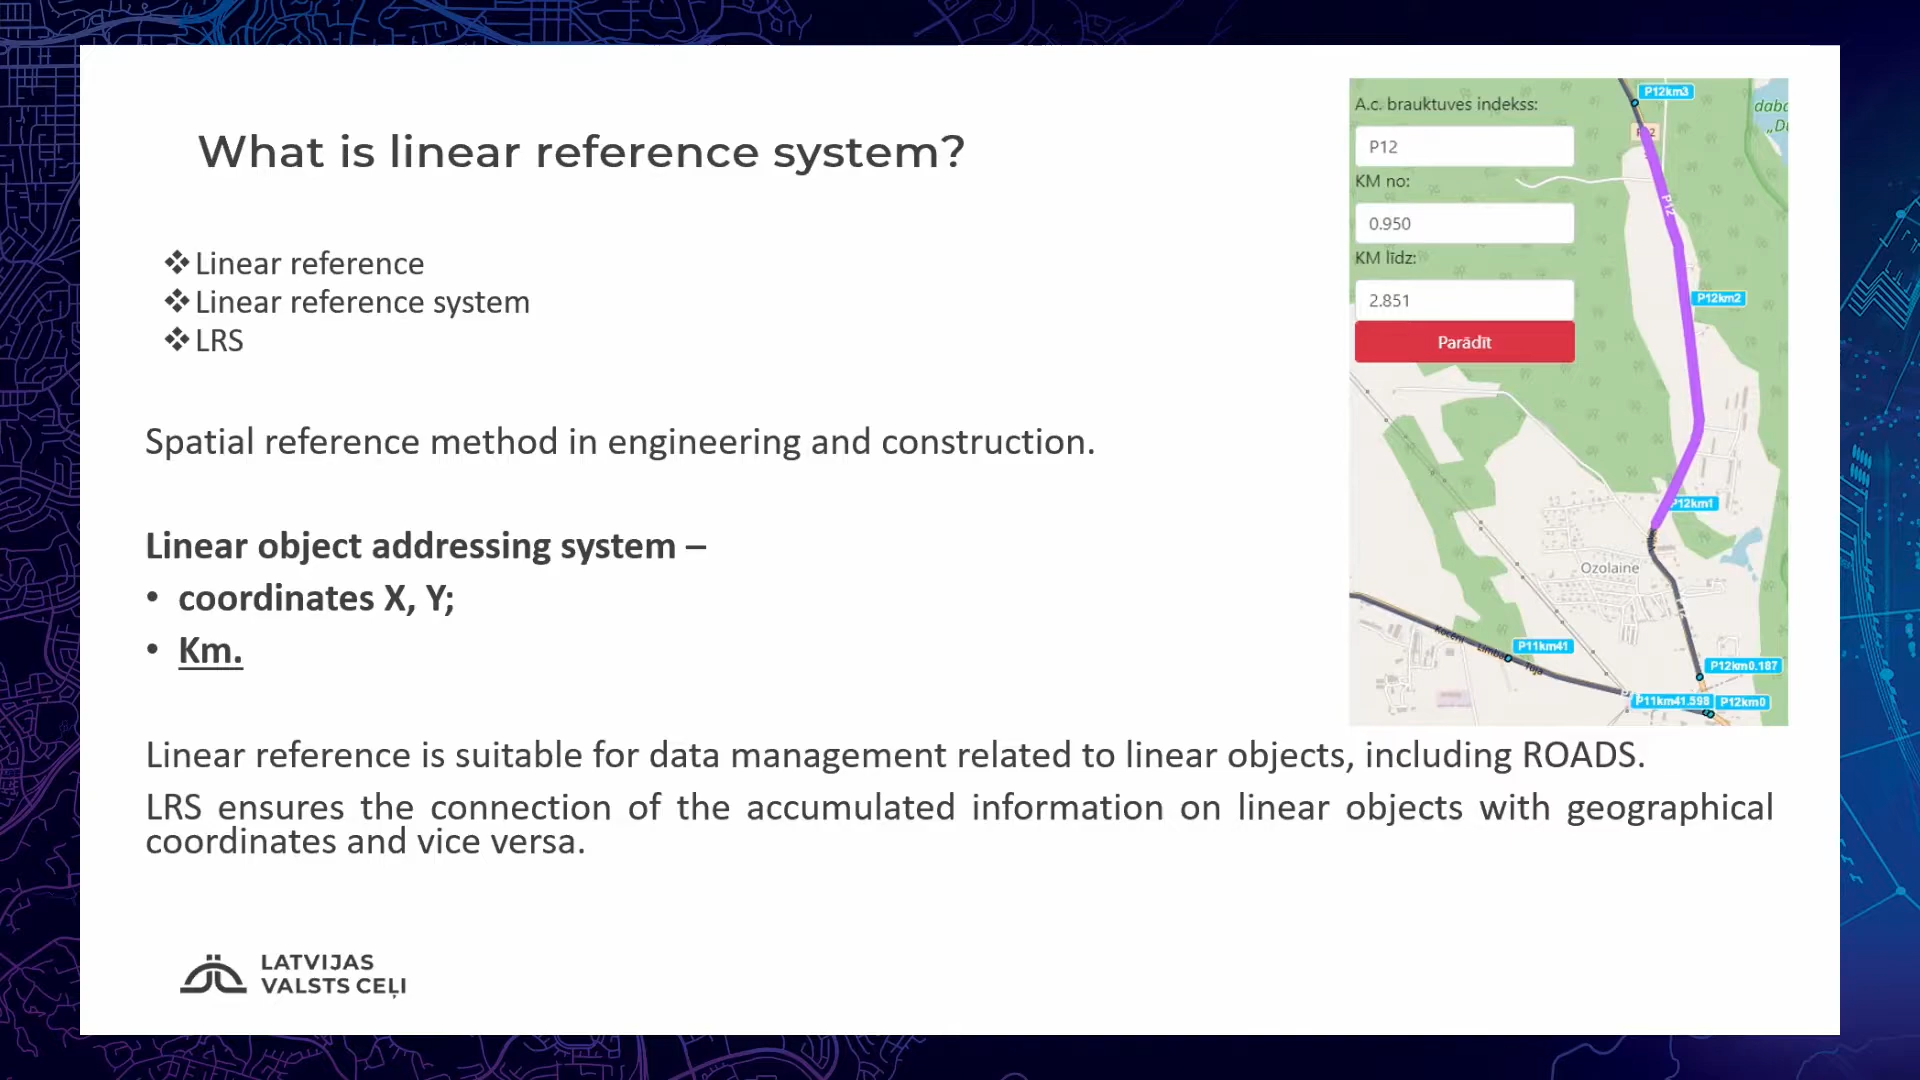 What is linear reference system?
❖Linear reference
❖Linear reference system
❖LRS
Spatial reference method in engineering and construction.
Linear object addressing system –
• coordinates X, Y;
• Km.
A.c. brauktuves indekss:
P12
KM no:
0.950
KM līdz:
2.851
Parādīt
P12km3
P12
P12km2
P12km1
Ozolaine
Kocēni
Limbaži
Tūja
P11km41
P12km0.187
P11km41.598
P12km0
Linear reference is suitable for data management related to linear objects, including ROADS.
LRS ensures the connection of the accumulated information on linear objects with geographical
coordinates and vice versa.
LATVIJAS
VALSTS CEĻI